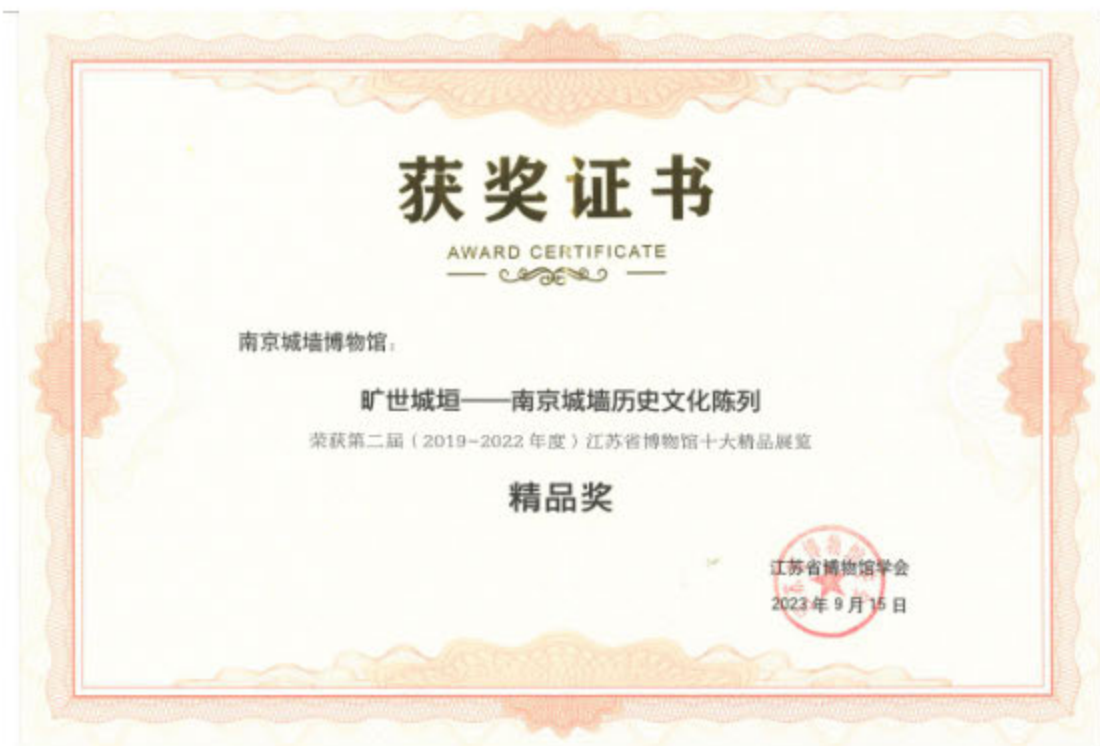 获奖证书
AWARD CERTIFICATE
南京城墙博物馆：
旷世城垣——南京城墙历史文化陈列
荣获第二届（2019-2022年度）江苏省博物馆十大精品展览
精品奖
江苏省博物馆学会
2023年9月15日